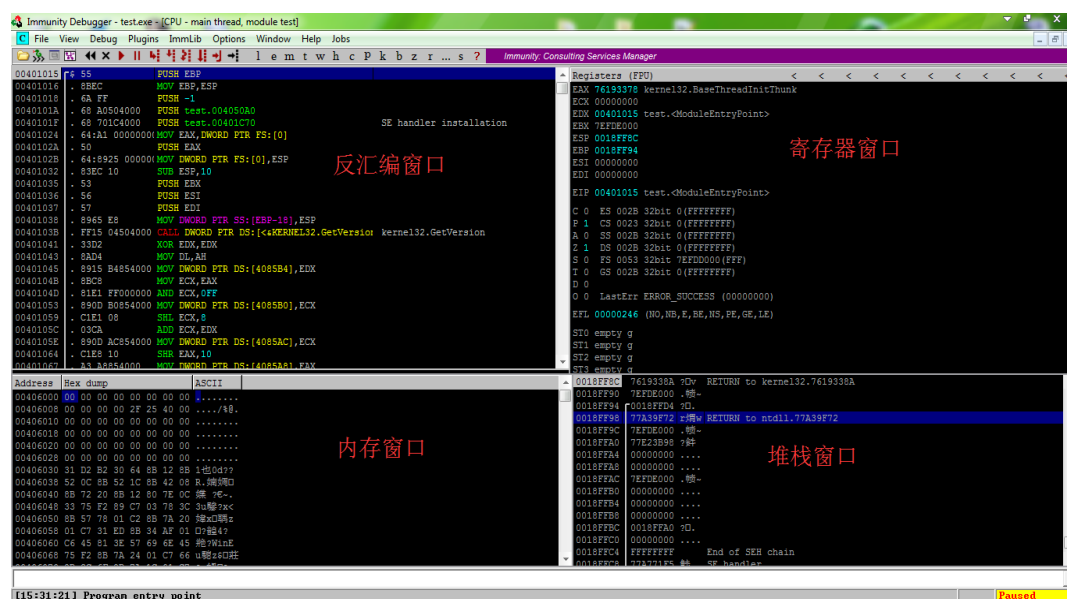 Immunity Debugger - test.exe - [CPU - main thread, module test]
C File View Debug Plugins ImmLib Options Window Help Jobs
l e m t w h c P k b z r ... s ? Immunity: Consulting Services Manager
00401015 55 PUSH EBP
00401016 . 8BEC MOV EBP,ESP
00401018 . 6A FF PUSH -1
0040101A . 68 A0504000 PUSH test.004050A0
0040101F . 68 701C4000 PUSH test.00401C70 SE handler installation
00401024 . 64:A1 0000000( MOV EAX,DWORD PTR FS:[0]
0040102A . 50 PUSH EAX
0040102B . 64:8925 00000( MOV DWORD PTR FS:[0],ESP
00401032 . 83EC 10 SUB ESP,10
00401035 . 53 PUSH EBX
00401036 . 56 PUSH ESI
00401037 . 57 PUSH EDI
00401038 . 8965 E8 MOV DWORD PTR SS:[EBP-18],ESP
0040103B . FF15 04504000 CALL DWORD PTR DS:[<&KERNEL32.GetVersion kernel32.GetVersion
00401041 . 33D2 XOR EDX,EDX
00401043 . 8AD4 MOV DL,AH
00401045 . 8915 B4854000 MOV DWORD PTR DS:[4085B4],EDX
0040104B . 8BC8 MOV ECX,EAX
0040104D . 81E1 FF000000 AND ECX,0FF
00401053 . 890D B0854000 MOV DWORD PTR DS:[4085B0],ECX
00401059 . C1E1 08 SHL ECX,8
0040105C . 03CA ADD ECX,EDX
0040105E . 890D AC854000 MOV DWORD PTR DS:[4085AC],ECX
00401064 . C1E8 10 SHR EAX,10
00401067 . A3 A8854000 MOV DWORD PTR DS:[4085A8],EAX
反汇编窗口
Registers (FPU) < < < < < < < < < <
EAX 76193378 kernel32.BaseThreadInitThunk
ECX 00000000
EDX 00401015 test.<ModuleEntryPoint>
EBX 7EFDE000
ESP 0018FF8C
EBP 0018FF94
ESI 00000000
EDI 00000000
EIP 00401015 test.<ModuleEntryPoint>
C 0 ES 002B 32bit 0(FFFFFFFF)
P 1 CS 0023 32bit 0(FFFFFFFF)
A 0 SS 002B 32bit 0(FFFFFFFF)
Z 1 DS 002B 32bit 0(FFFFFFFF)
S 0 FS 0053 32bit 7EFDD000(FFF)
T 0 GS 002B 32bit 0(FFFFFFFF)
D 0
O 0 LastErr ERROR_SUCCESS (00000000)
EFL 00000246 (NO,NB,E,BE,NS,PE,GE,LE)
ST0 empty g
ST1 empty g
ST2 empty g
ST3 empty g
寄存器窗口
Address Hex dump ASCII
00406000 00 00 00 00 00 00 00 00 ........
00406008 00 00 00 00 2F 25 40 00 ..../%@.
00406010 00 00 00 00 00 00 00 00 ........
00406018 00 00 00 00 00 00 00 00 ........
00406020 00 00 00 00 00 00 00 00 ........
00406028 00 00 00 00 00 00 00 00 ........
00406030 31 D2 B2 30 64 8B 12 8B 1也0d??
00406038 52 0C 8B 52 1C 8B 42 08
00406040 8B 72 20 8B 12 80 7E 0C
00406048 33 75 F2 89 C7 03 78 3C
00406050 8B 57 78 01 C2 8B 7A 20
00406058 01 C7 31 ED 8B 34 AF 01
00406060 C6 45 81 3E 57 69 6E 45
00406068 75 F2 8B 7A 24 01 C7 66
内存窗口
0018FF8C 7619338A RETURN to kernel32.7619338A
0018FF90 7EFDE000
0018FF94 0018FFD4
0018FF98 77A39F72 RETURN to ntdll.77A39F72
0018FF9C 7EFDE000
0018FFA0 77E23B98
0018FFA4 00000000 ....
0018FFA8 00000000 ....
0018FFAC 7EFDE000
0018FFB0 00000000 ....
0018FFB4 00000000 ....
0018FFB8 00000000 ....
0018FFBC 0018FFA0
0018FFC0 00000000 ....
0018FFC4 FFFFFFFF End of SEH chain
0018FFC8 77A771F5 SE handler
堆栈窗口
[15:31:21] Program entry point Paused